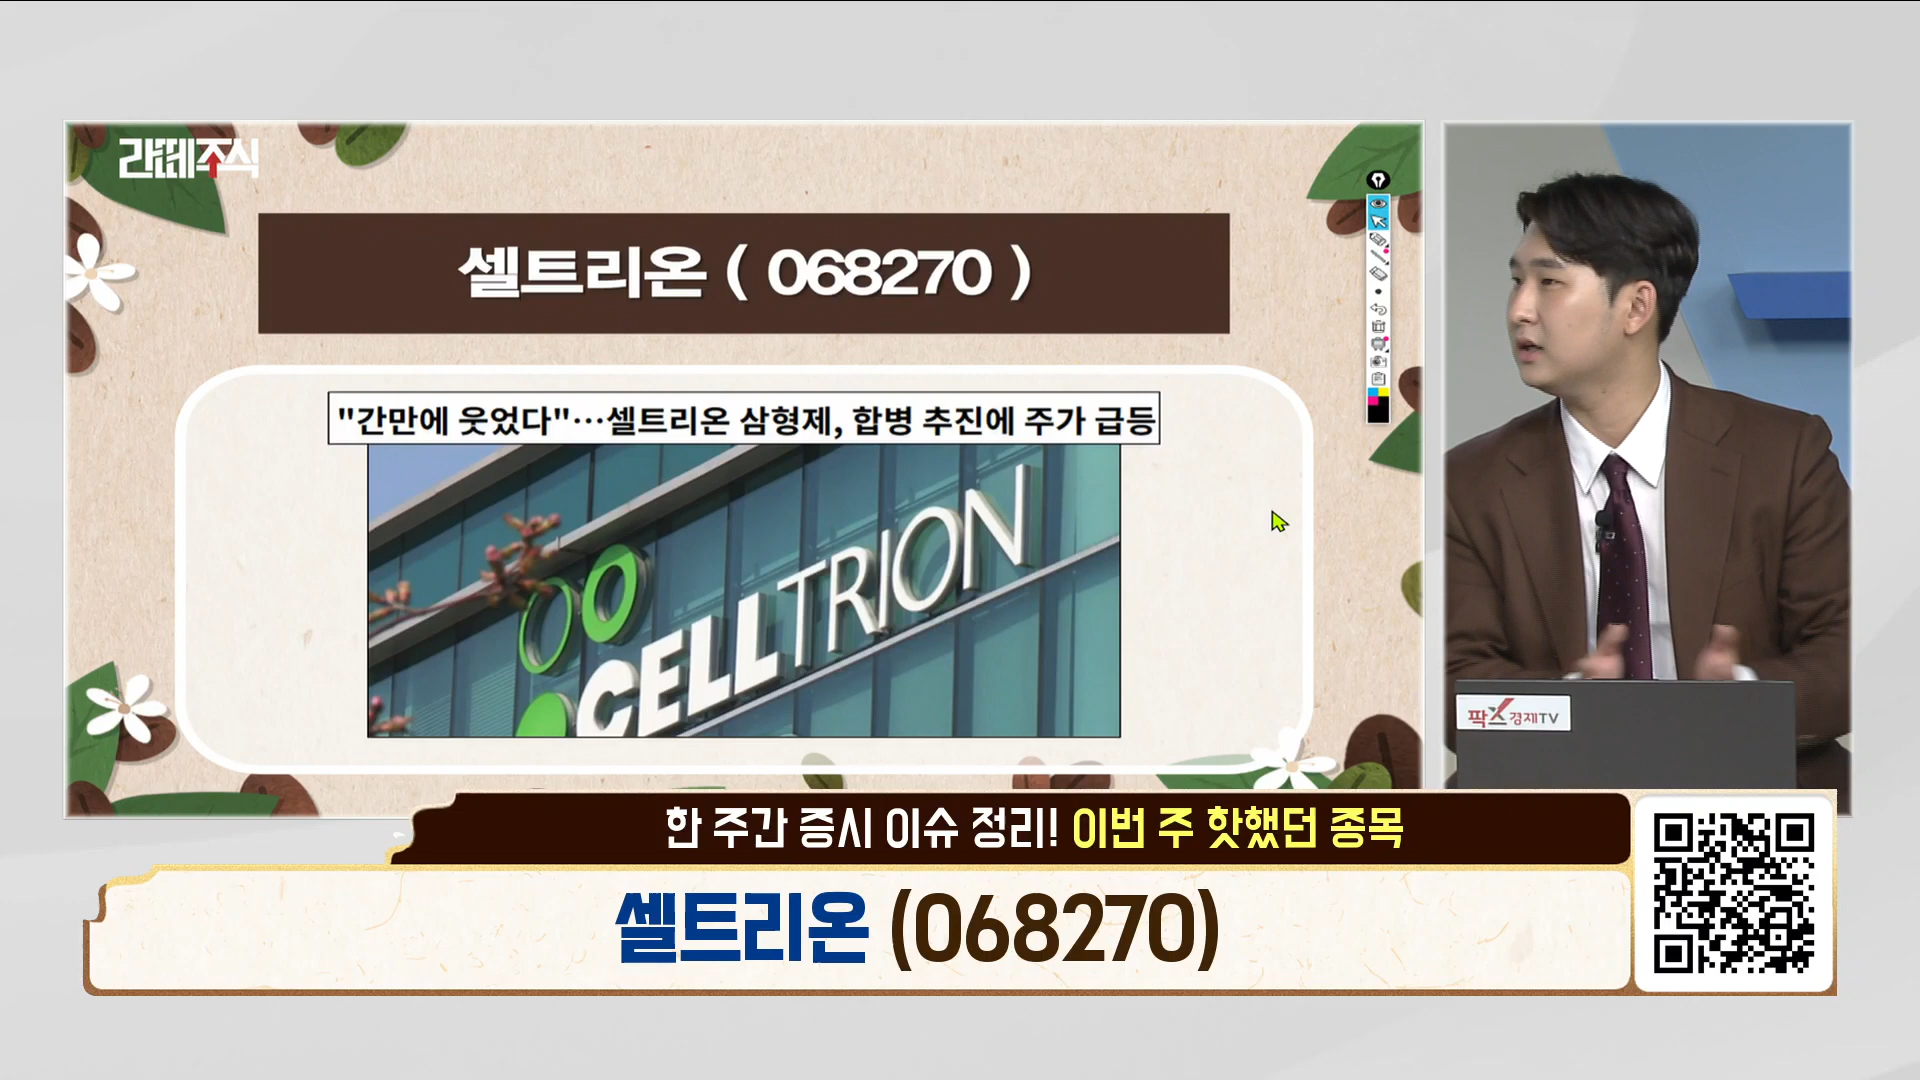 라떼주식
셀트리온 ( 068270 )
"간만에 웃었다"…셀트리온 삼형제, 합병 추진에 주가 급등
CELLTRION
팍스경제TV
한 주간 증시 이슈 정리! 이번 주 핫했던 종목
셀트리온 (068270)